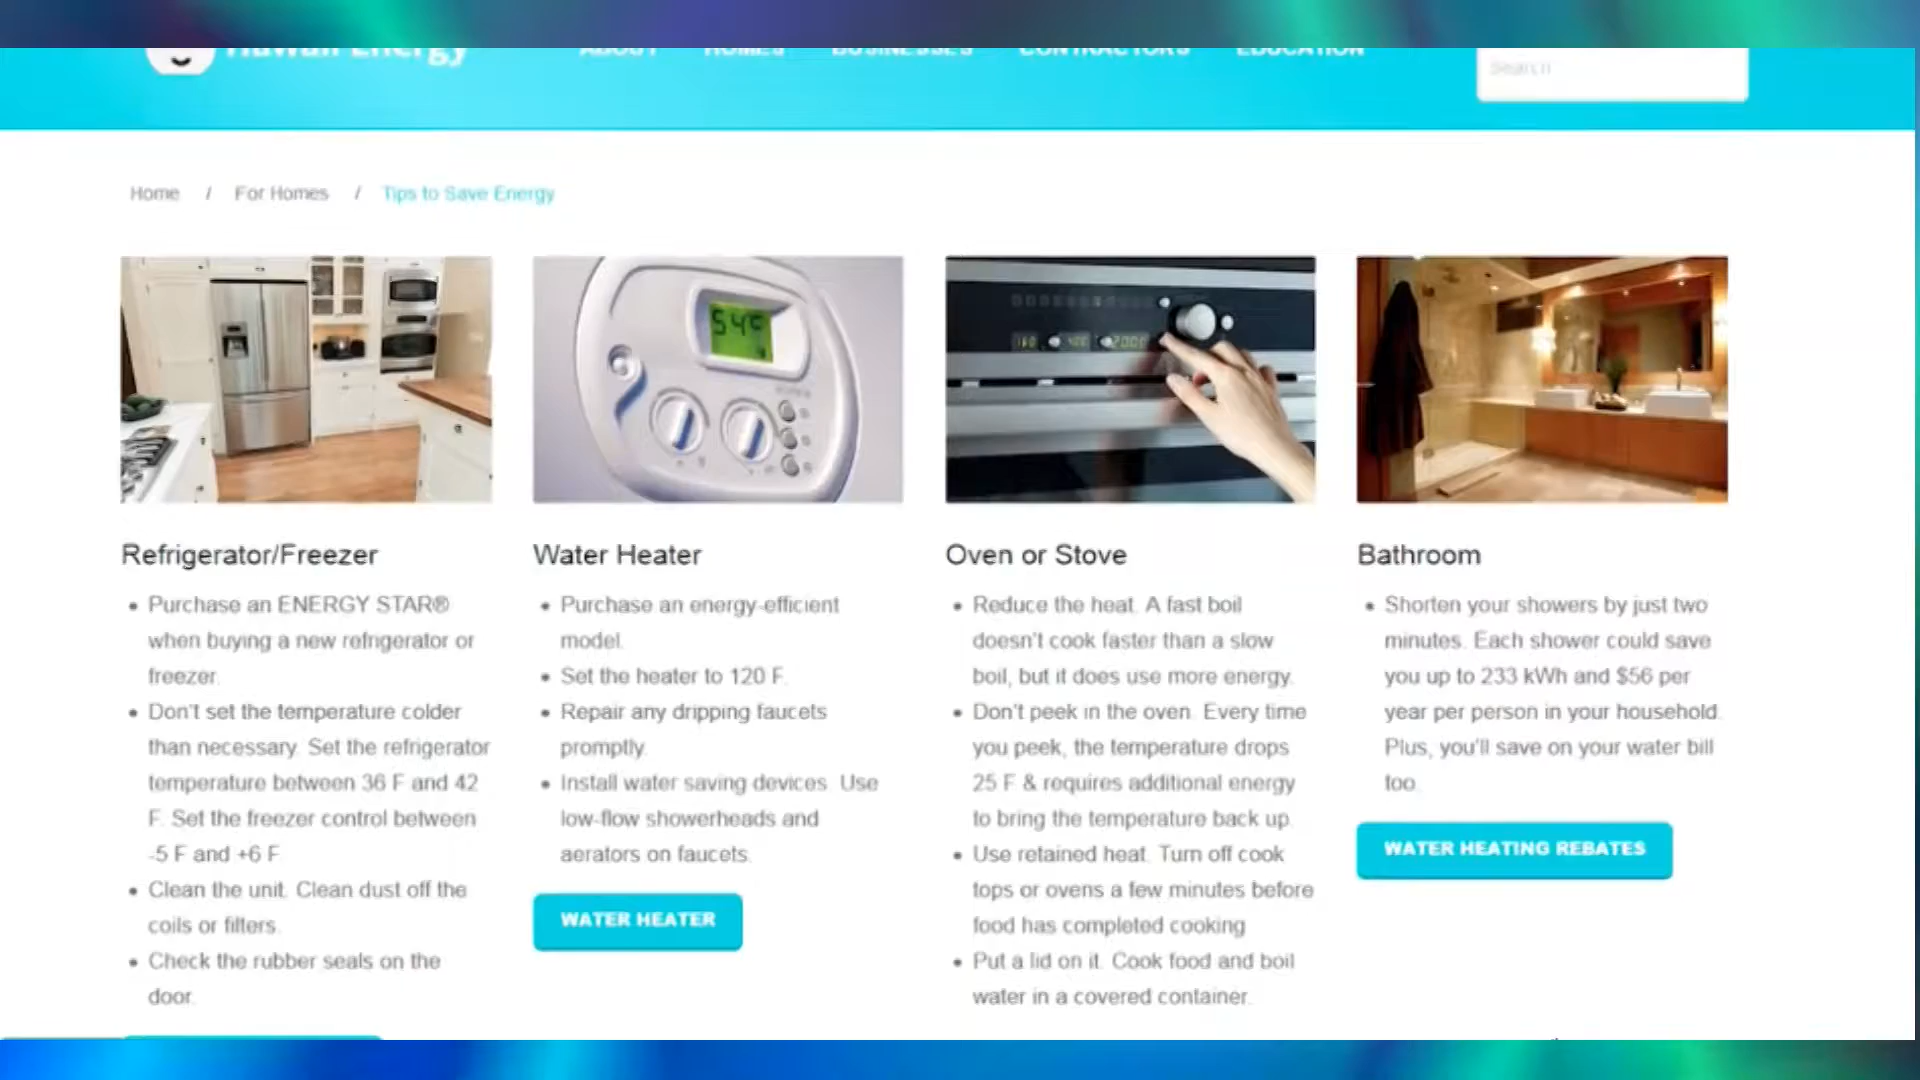 Hawaii Energy
ABOUT HOMES BUSINESSES CONTRACTORS EDUCATION
Search
Home / For Homes / Tips to Save Energy
54°C
Refrigerator/Freezer
• Purchase an ENERGY STAR®
when buying a new refrigerator or
freezer.
• Don't set the temperature colder
than necessary. Set the refrigerator
temperature between 36 F and 42
F. Set the freezer control between
-5 F and +6 F
• Clean the unit. Clean dust off the
coils or filters.
• Check the rubber seals on the
door.
Water Heater
• Purchase an energy-efficient
model.
• Set the heater to 120 F.
• Repair any dripping faucets
promptly.
• Install water saving devices. Use
low-flow showerheads and
aerators on faucets.
WATER HEATER
Oven or Stove
• Reduce the heat. A fast boil
doesn't cook faster than a slow
boil, but it does use more energy.
• Don't peek in the oven. Every time
you peek, the temperature drops
25 F & requires additional energy
to bring the temperature back up.
• Use retained heat. Turn off cook
tops or ovens a few minutes before
food has completed cooking
• Put a lid on it. Cook food and boil
water in a covered container.
Bathroom
• Shorten your showers by just two
minutes. Each shower could save
you up to 233 kWh and $56 per
year per person in your household.
Plus, you'll save on your water bill
too.
WATER HEATING REBATES